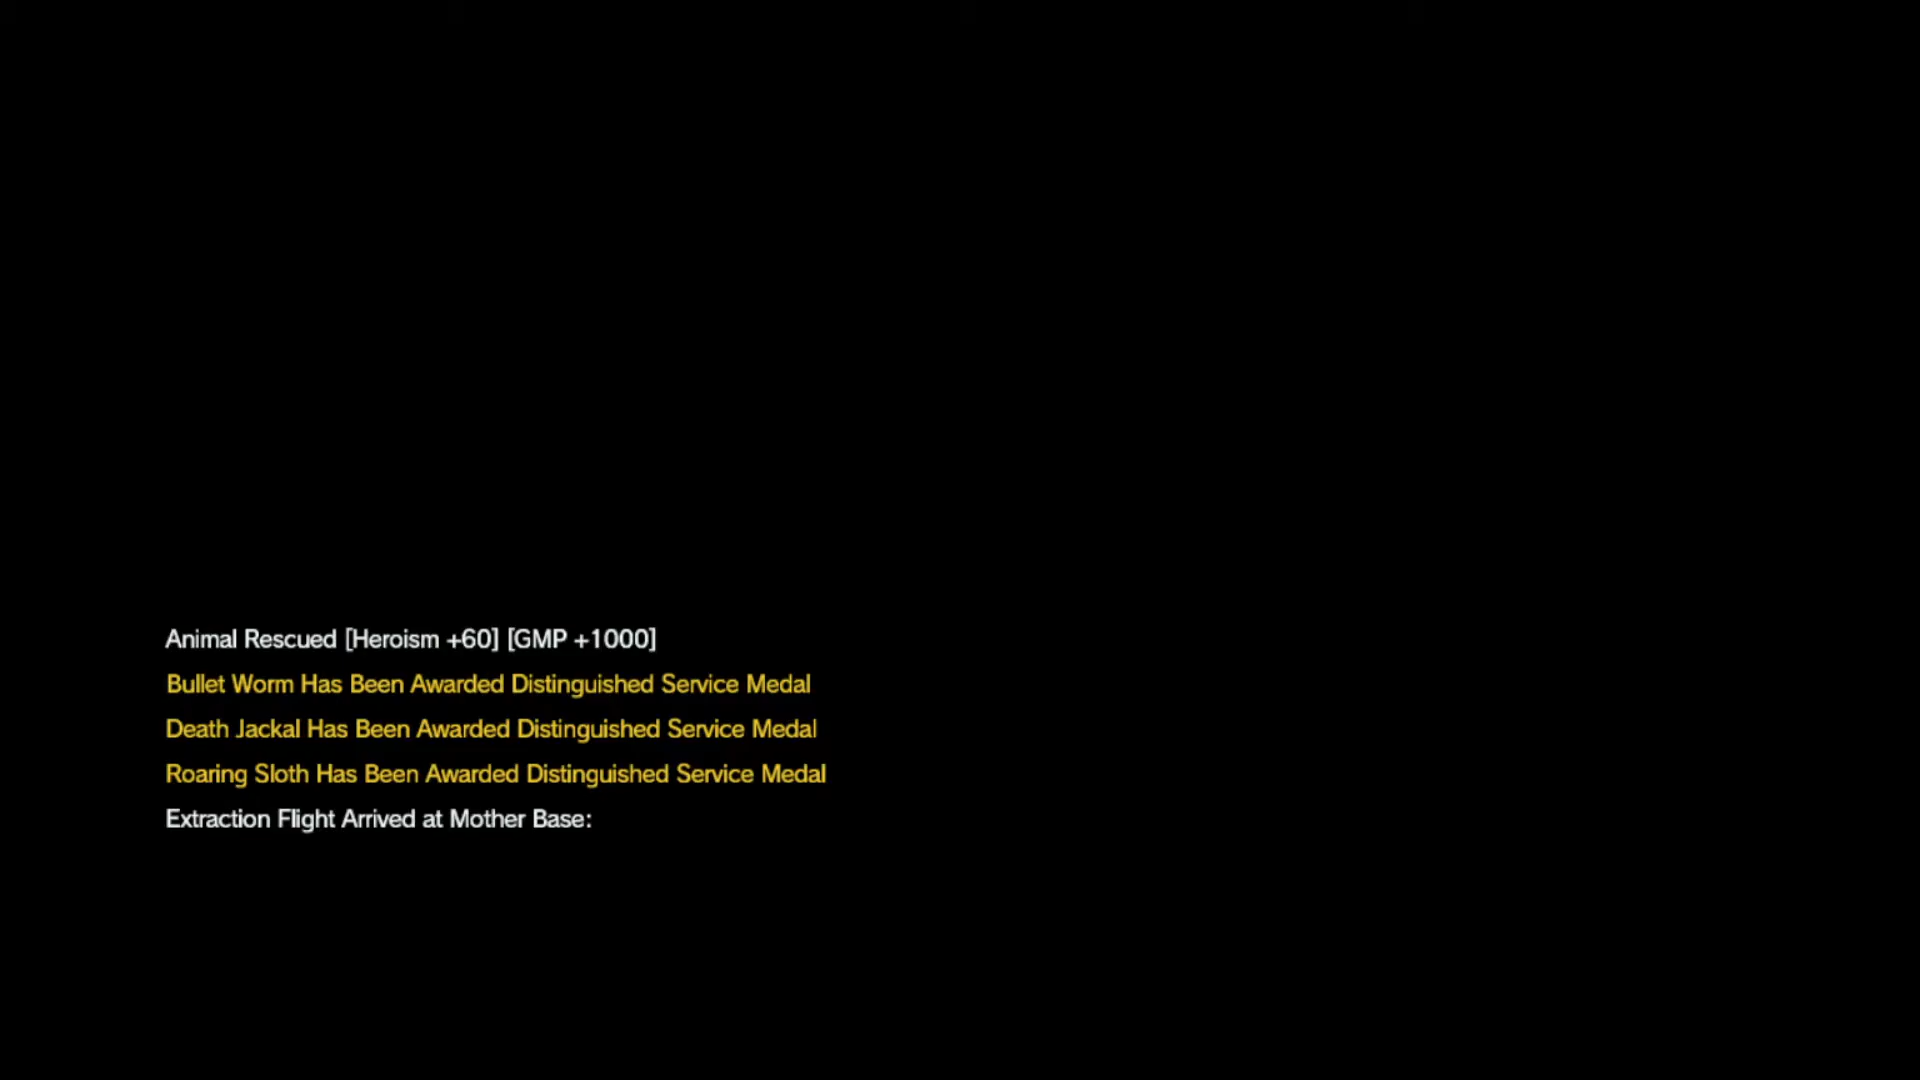 Animal Rescued [Heroism +60] [GMP +1000]
Bullet Worm Has Been Awarded Distinguished Service Medal
Death Jackal Has Been Awarded Distinguished Service Medal
Roaring Sloth Has Been Awarded Distinguished Service Medal
Extraction Flight Arrived at Mother Base: